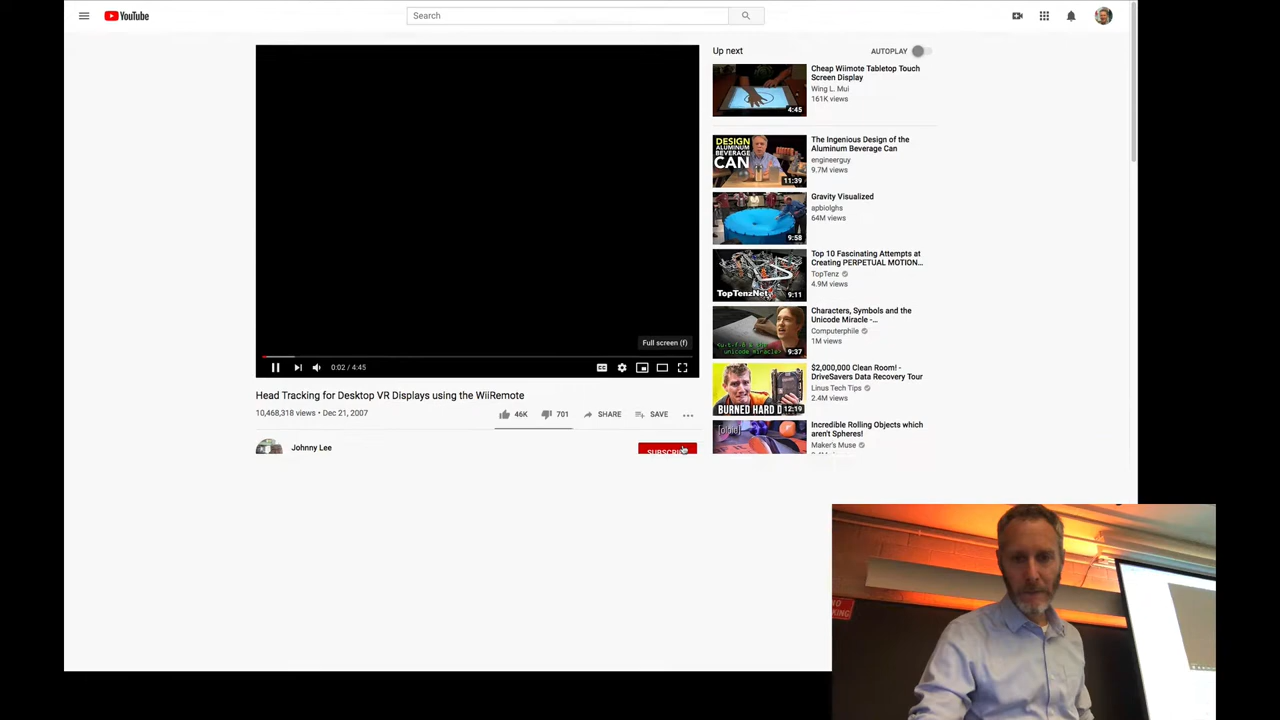 YouTube
Search
Up next
AUTOPLAY
Cheap Wiimote Tabletop Touch
Screen Display
Wing L. Mui
161K views
4:45
DESIGN
ALUMINUM
BEVERAGE
CAN
11:39
The Ingenious Design of the
Aluminum Beverage Can
engineerguy
9.7M views
9:58
Gravity Visualized
apbiolghs
64M views
TopTenzNet
9:11
Top 10 Fascinating Attempts at
Creating PERPETUAL MOTION...
TopTenz
4.9M views
9:37
Characters, Symbols and the
Unicode Miracle -...
Computerphile
1M views
BURNED HARD D
12:19
$2,000,000 Clean Room! -
DriveSavers Data Recovery Tour
Linus Tech Tips
2.4M views
Incredible Rolling Objects which
aren't Spheres!
Maker's Muse
Full screen (f)
0:02 / 4:45
Head Tracking for Desktop VR Displays using the WiiRemote
10,468,318 views • Dec 21, 2007
46K
701
SHARE
SAVE
Johnny Lee